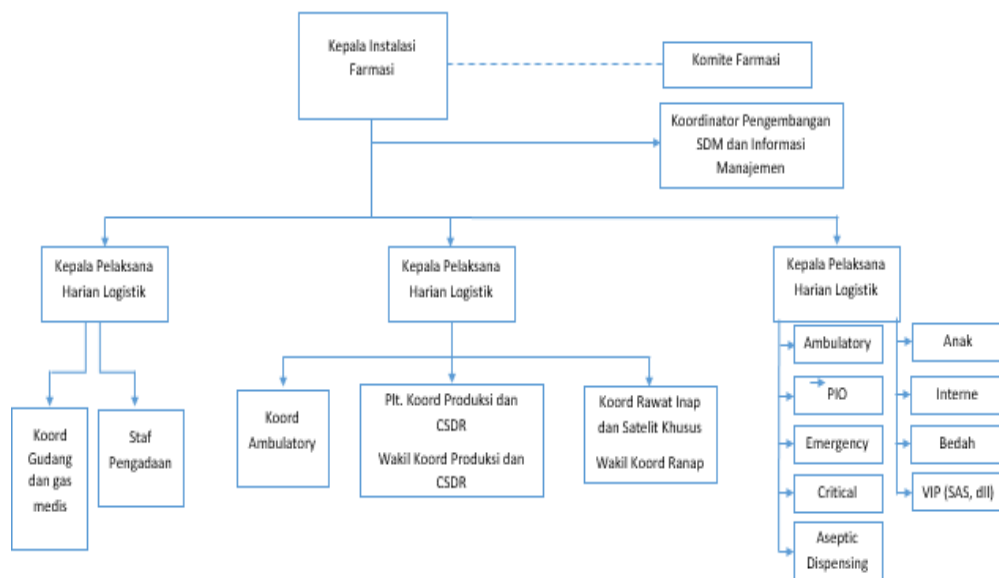 Kepala Instalasi
Farmasi
Komite Farmasi
Koordinator Pengembangan
SDM dan Informasi
Manajemen
Kepala Pelaksana
Harian Logistik
Kepala Pelaksana
Harian Logistik
Kepala Pelaksana
Harian Logistik
Koord
Gudang
dan gas
medis
Staf
Pengadaan
Koord
Ambulatory
Plt. Koord Produksi dan
CSDR
Wakil Koord Produksi dan
CSDR
Koord Rawat Inap
dan Satelit Khusus
Wakil Koord Ranap
Ambulatory
PIO
Emergency
Critical
Aseptic
Dispensing
Anak
Interne
Bedah
VIP (SAS, dll)